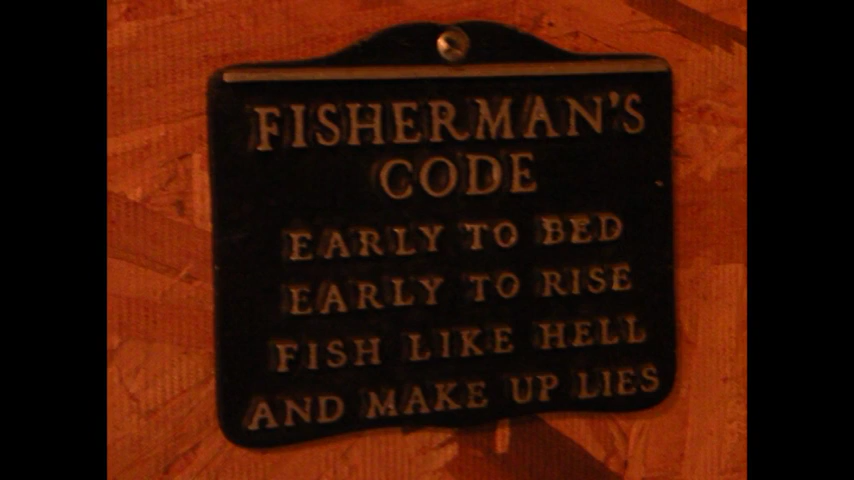 FISHERMAN'S
CODE
EARLY TO BED
EARLY TO RISE
FISH LIKE HELL
AND MAKE UP LIES